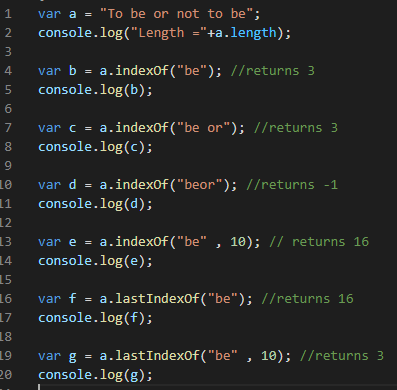 1 var a = "To be or not to be";
2 console.log("Length ="+a.length);
3
4 var b = a.indexOf("be"); //returns 3
5 console.log(b);
6
7 var c = a.indexOf("be or"); //returns 3
8 console.log(c);
9
10 var d = a.indexOf("beor"); //returns -1
11 console.log(d);
12
13 var e = a.indexOf("be" , 10); // returns 16
14 console.log(e);
15
16 var f = a.lastIndexOf("be"); //returns 16
17 console.log(f);
18
19 var g = a.lastIndexOf("be" , 10); //returns 3
20 console.log(g);